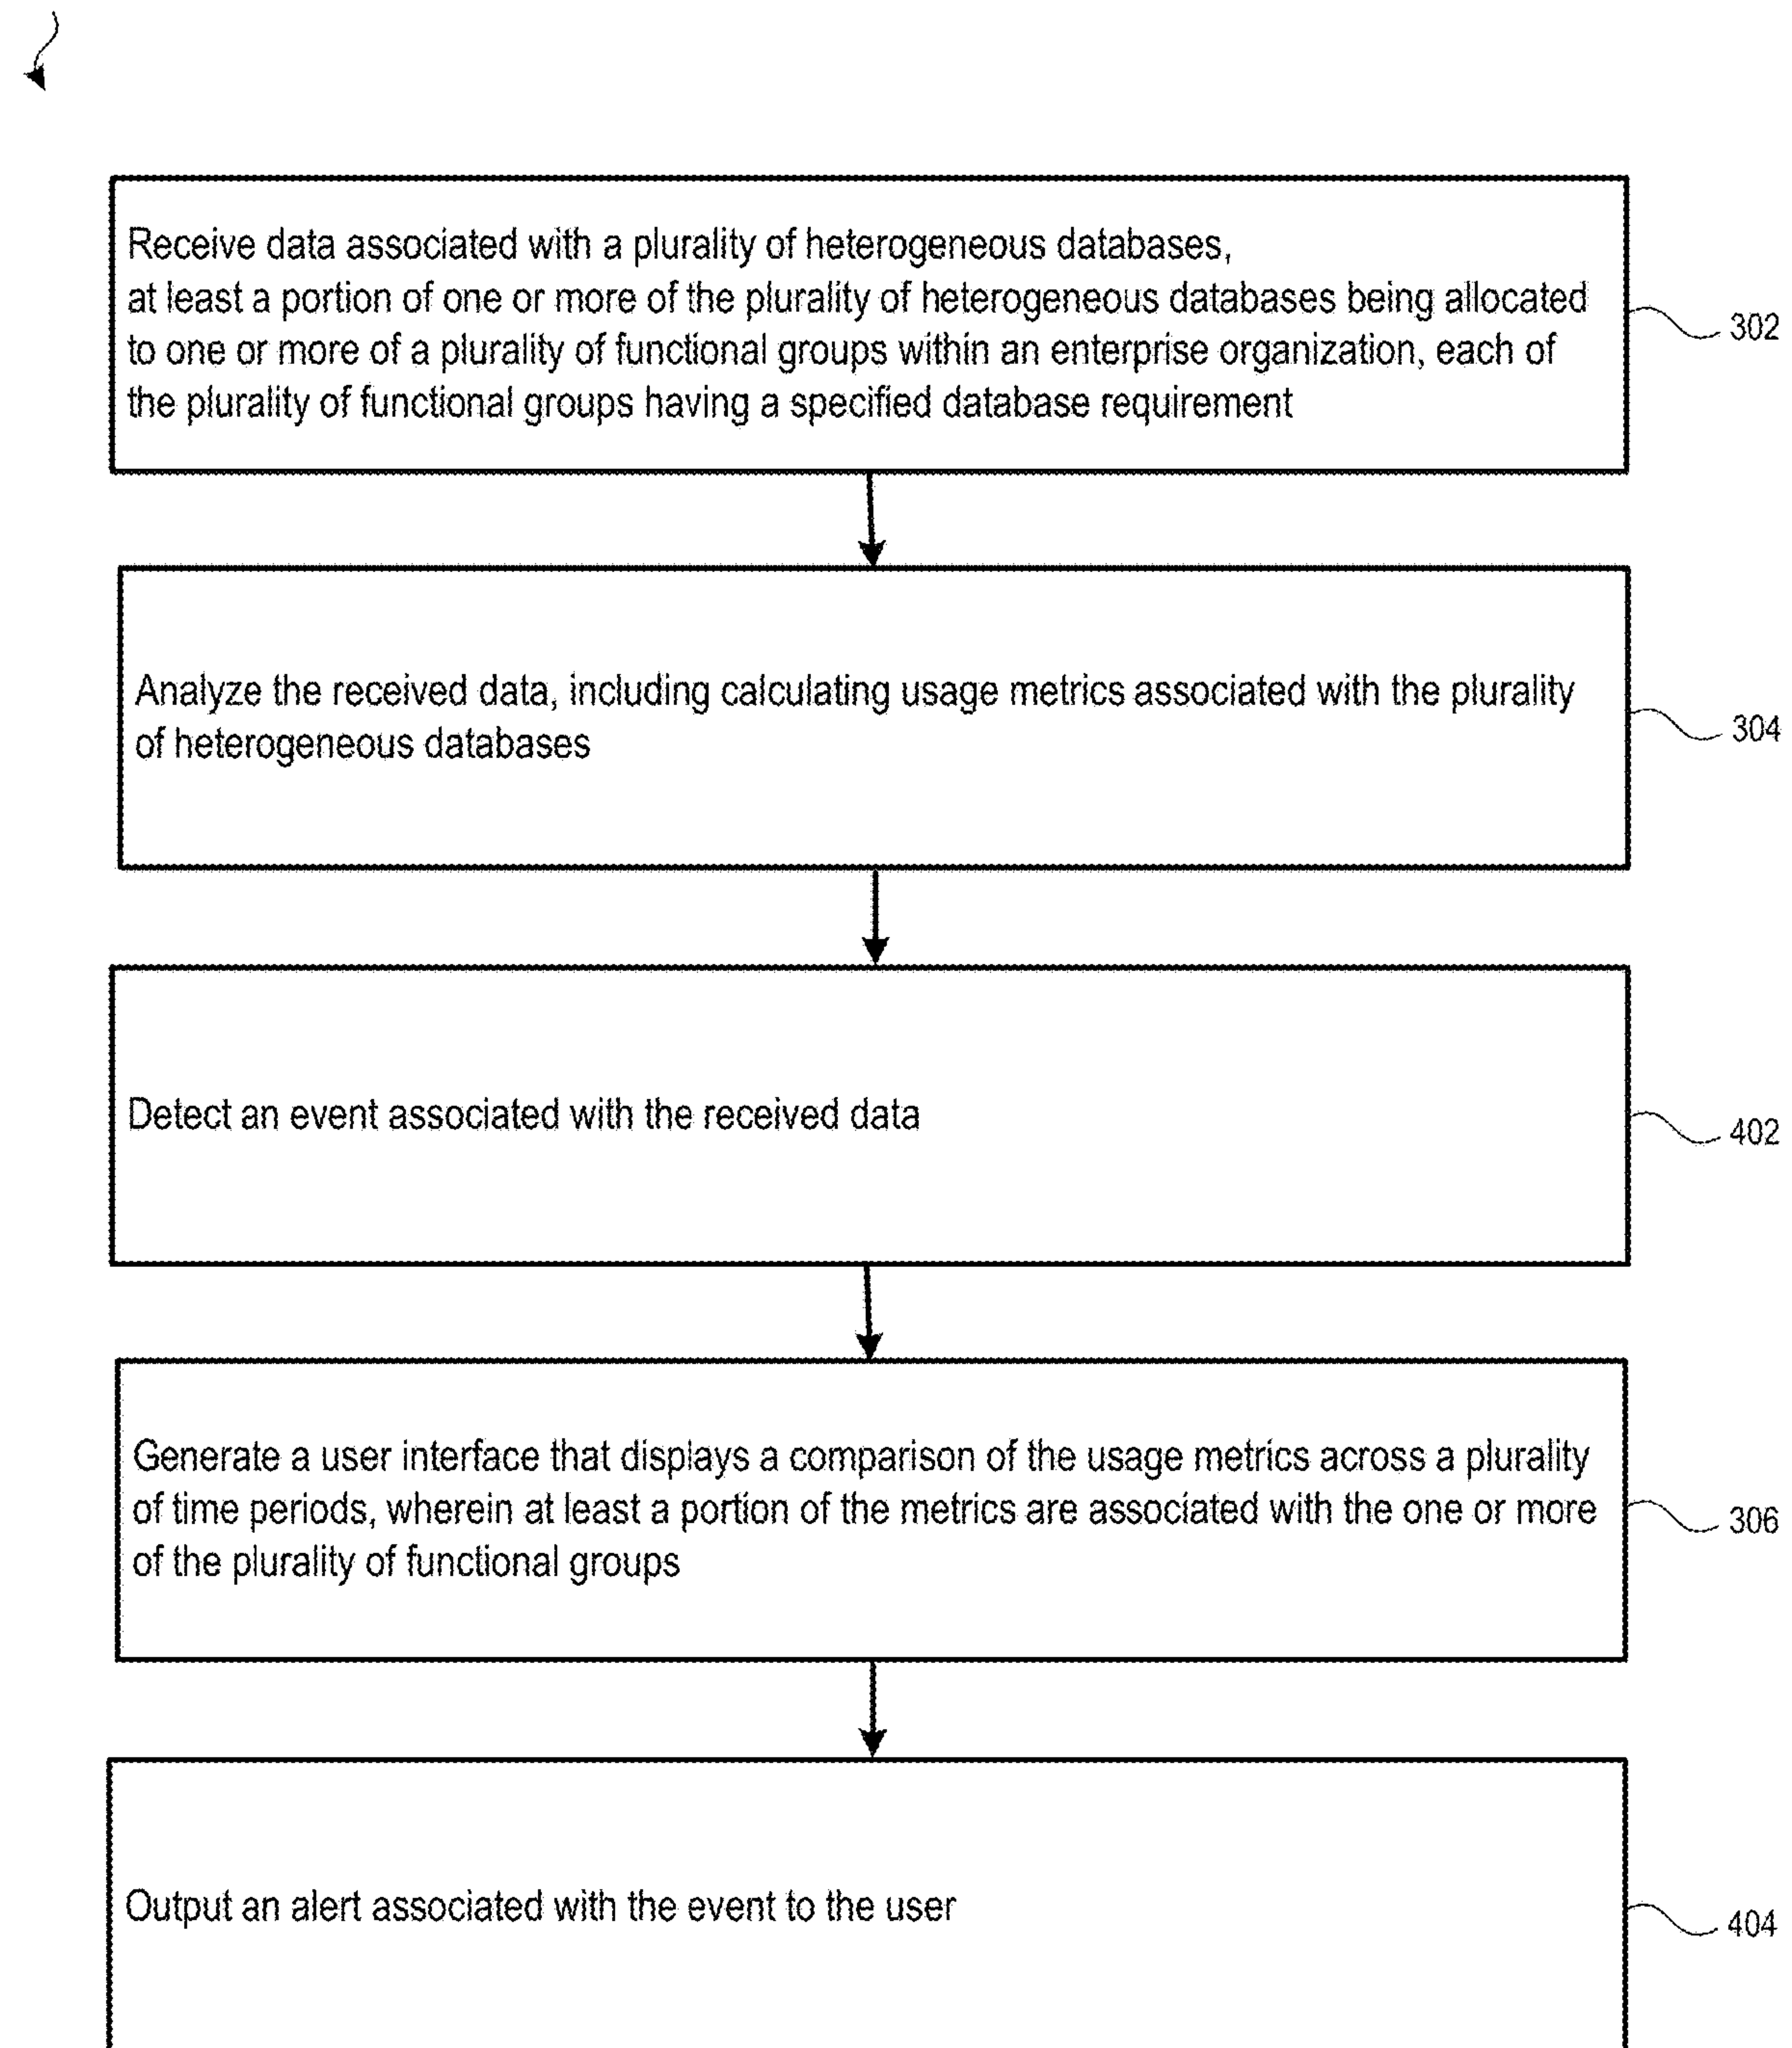 Receive data associated with a plurality of heterogeneous databases,
at least a portion of one or more of the plurality of heterogeneous databases being allocated
to one or more of a plurality of functional groups within an enterprise organization, each of
the plurality of functional groups having a specified database requirement
302
Analyze the received data, including calculating usage metrics associated with the plurality
of heterogeneous databases
304
Detect an event associated with the received data
402
Generate a user interface that displays a comparison of the usage metrics across a plurality
of time periods, wherein at least a portion of the metrics are associated with the one or more
of the plurality of functional groups
306
Output an alert associated with the event to the user
404